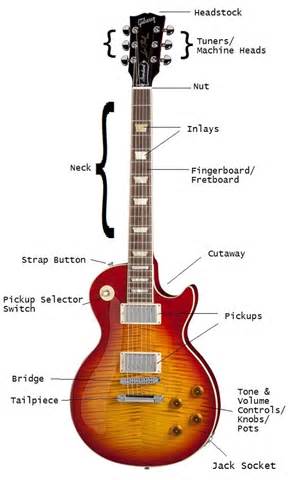 Headstock
Gibson
Tuners/
Machine Heads
Nut
Inlays
Neck
Fingerboard/
Fretboard
Cutaway
Strap Button
Pickup Selector
Switch
Pickups
Bridge
Tailpiece
Tone &
Volume
Controls/
Knobs/
Pots
Jack Socket